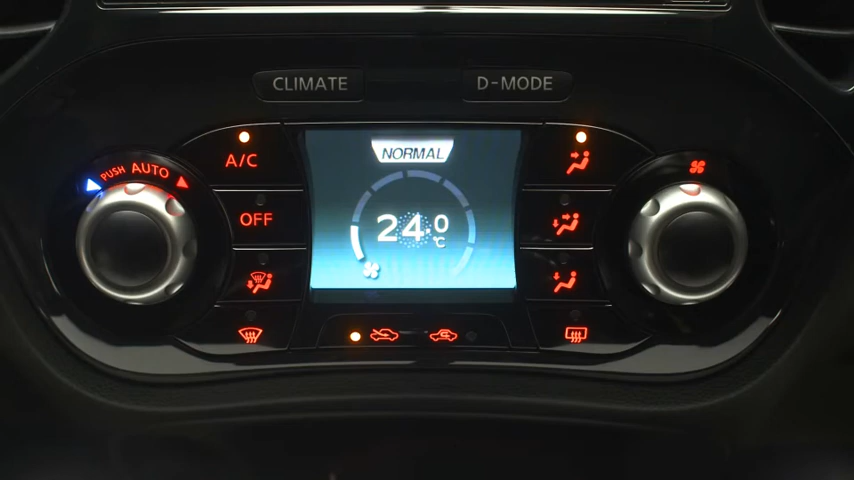 CLIMATE
D-MODE
NORMAL
A/C
PUSH AUTO
OFF
24.0
°C